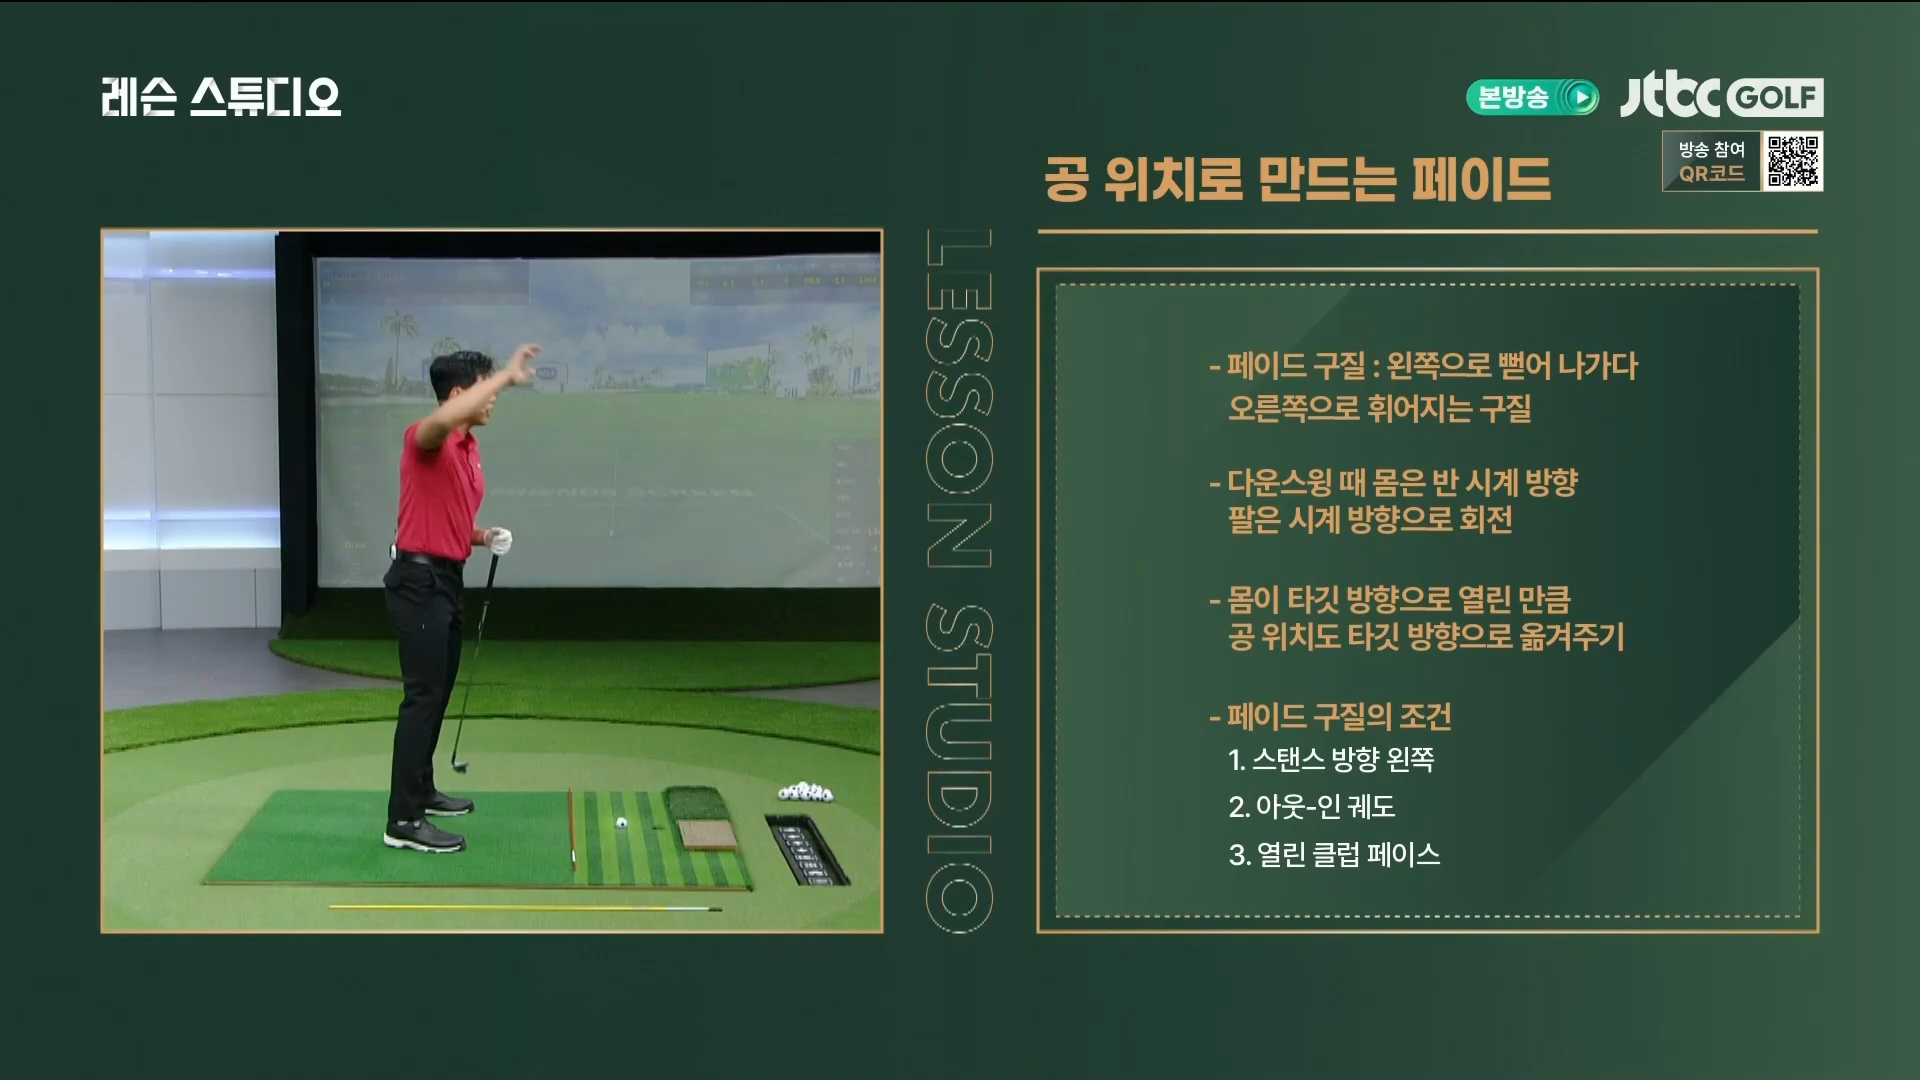 레슨 스튜디오
본방송
JTBC GOLF
방송 참여
QR코드
공 위치로 만드는 페이드
LESSON STUDIO
- 페이드 구질 : 왼쪽으로 뻗어 나가다
오른쪽으로 휘어지는 구질
- 다운스윙 때 몸은 반 시계 방향
팔은 시계 방향으로 회전
- 몸이 타깃 방향으로 열린 만큼
공 위치도 타깃 방향으로 옮겨주기
- 페이드 구질의 조건
1. 스탠스 방향 왼쪽
2. 아웃-인 궤도
3. 열린 클럽 페이스
FRIENDS SCREEN